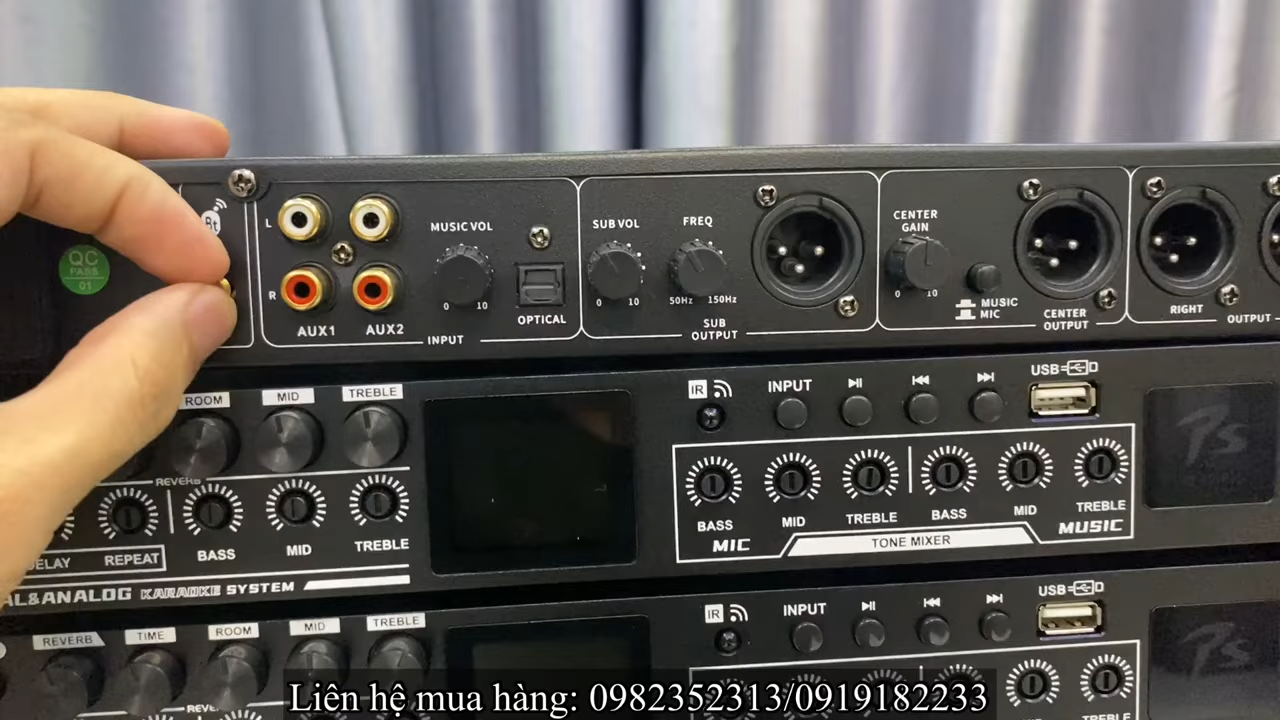 QC
PASS
01
Bt
L
R
AUX1
AUX2
MUSIC VOL
0 10
OPTICAL
INPUT
SUB VOL
0 10
FREQ
50Hz 150Hz
SUB
OUTPUT
CENTER
GAIN
0 10
MUSIC
MIC
CENTER
OUTPUT
RIGHT
OUTPUT
ROOM
MID
TREBLE
REVERB
DELAY
REPEAT
BASS
MID
TREBLE
AL&ANALOG KARAOKE SYSTEM
IR
INPUT
USB
BASS
MID
TREBLE
BASS
MID
TREBLE
MIC
TONE MIXER
MUSIC
REVERB
TIME
ROOM
MID
TREBLE
IR
INPUT
USB
Liên hệ mua hàng: 0982352313/0919182233